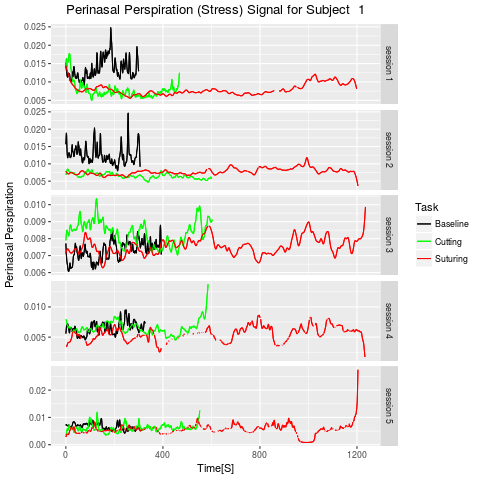 Perinasal Perspiration (Stress) Signal for Subject  1
Perinasal Perspiration
0.025
0.020
0.015
0.010
0.005
session 1
0.025
0.020
0.015
0.010
0.005
session 2
0.010
0.009
0.008
0.007
0.006
session 3
0.010
0.005
session 4
0.02
0.01
0.00
session 5
0
400
800
1200
Time[S]
Task
Baseline
Cutting
Suturing